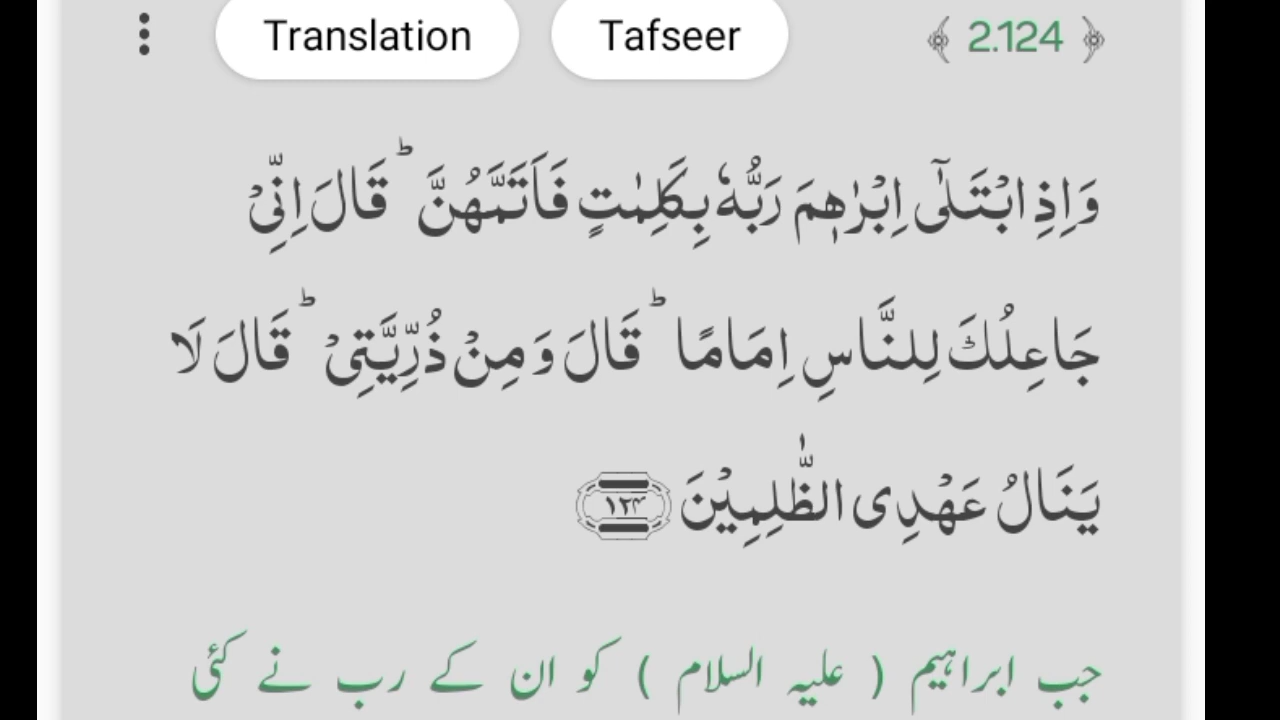 Translation Tafseer 2.124
وَاِذِ ابۡتَلٰٓى اِبۡرٰهٖمَ رَبُّهٗ بِكَلِمٰتٍ فَاَتَمَّهُنَّ ​ؕ قَالَ اِنِّىۡ
جَاعِلُكَ لِلنَّاسِ اِمَامًا ​ؕ قَالَ وَمِنۡ ذُرِّيَّتِىۡ ​ؕ قَالَ لَا
يَنَالُ عَهۡدِى الظّٰلِمِيۡنَ ‏﴿۱۲۴﴾
جب ابراہیم ( علیہ السلام ) کو ان کے رب نے کئی